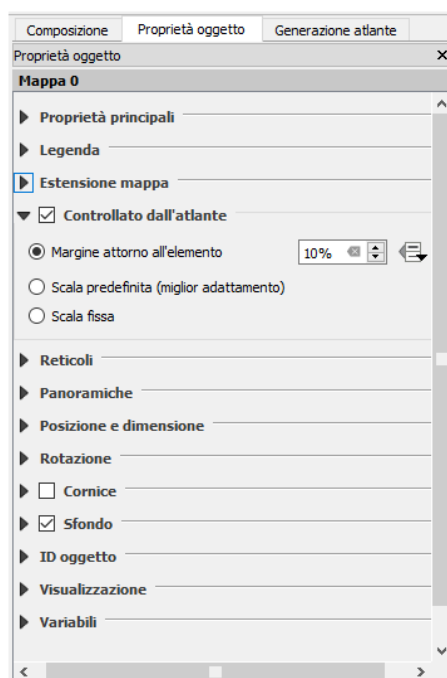 Composizione Proprietà oggetto Generazione atlante
Proprietà oggetto
Mappa 0
Proprietà principali
Legenda
Estensione mappa
Controllato dall'atlante
Margine attorno all'elemento 10%
Scala predefinita (miglior adattamento)
Scala fissa
Reticoli
Panoramiche
Posizione e dimensione
Rotazione
Cornice
Sfondo
ID oggetto
Visualizzazione
Variabili